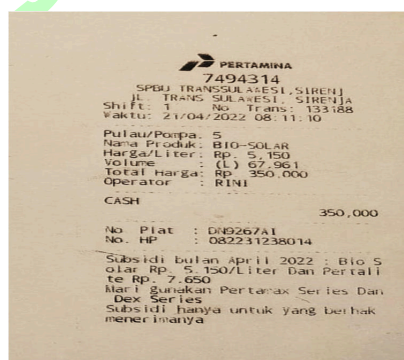 PERTAMINA
7494314
SPBU TRANSSULAWESI,SIRENJ
JL. TRANS SULAWESI, SIRENJA
Shift: 1 No Trans: 133188
Waktu: 21/04/2022 08:11:10
Pulau/Pompa: 5
Nama Produk: BIO-SOLAR
Harga/Liter: Rp. 5,150
Volume : (L) 67,961
Total Harga: Rp 350,000
Operator : RINI
CASH
350,000
No. Plat : DN9267AI
No. HP : 082231238014
Subsidi bulan April 2022 : Bio S
olar Rp. 5.150/Liter Dan Pertali
te Rp. 7.650
Mari gunakan Pertamax Series Dan
Dex Series
Subsidi hanya untuk yang berhak
menerimanya